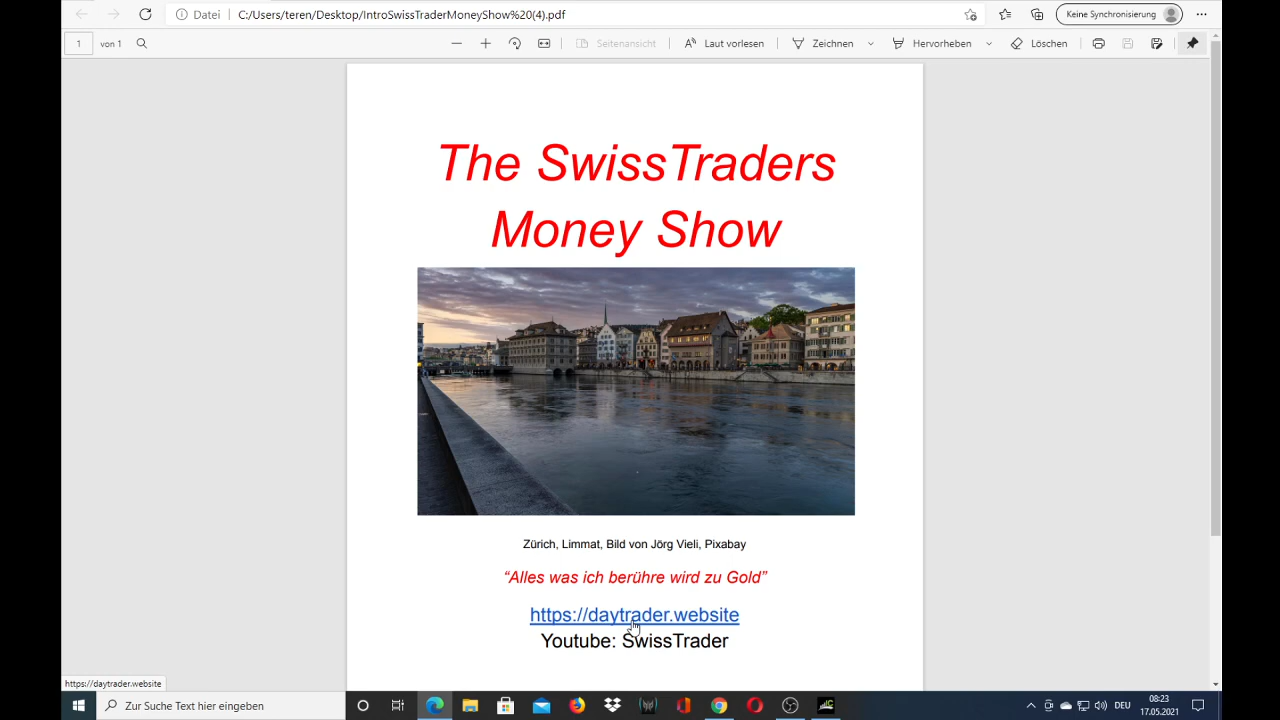 Datei C:/Users/teren/Desktop/IntroSwissTraderMoneyShow%20(4).pdf Keine Synchronisierung
1 von 1 Seitenansicht Laut vorlesen Zeichnen Hervorheben Löschen
The SwissTraders
Money Show
Zürich, Limmat, Bild von Jörg Vieli, Pixabay
“Alles was ich berühre wird zu Gold”
https://daytrader.website
Youtube: SwissTrader
https://daytrader.website
Zur Suche Text hier eingeben DEU 08:23
17.05.2021